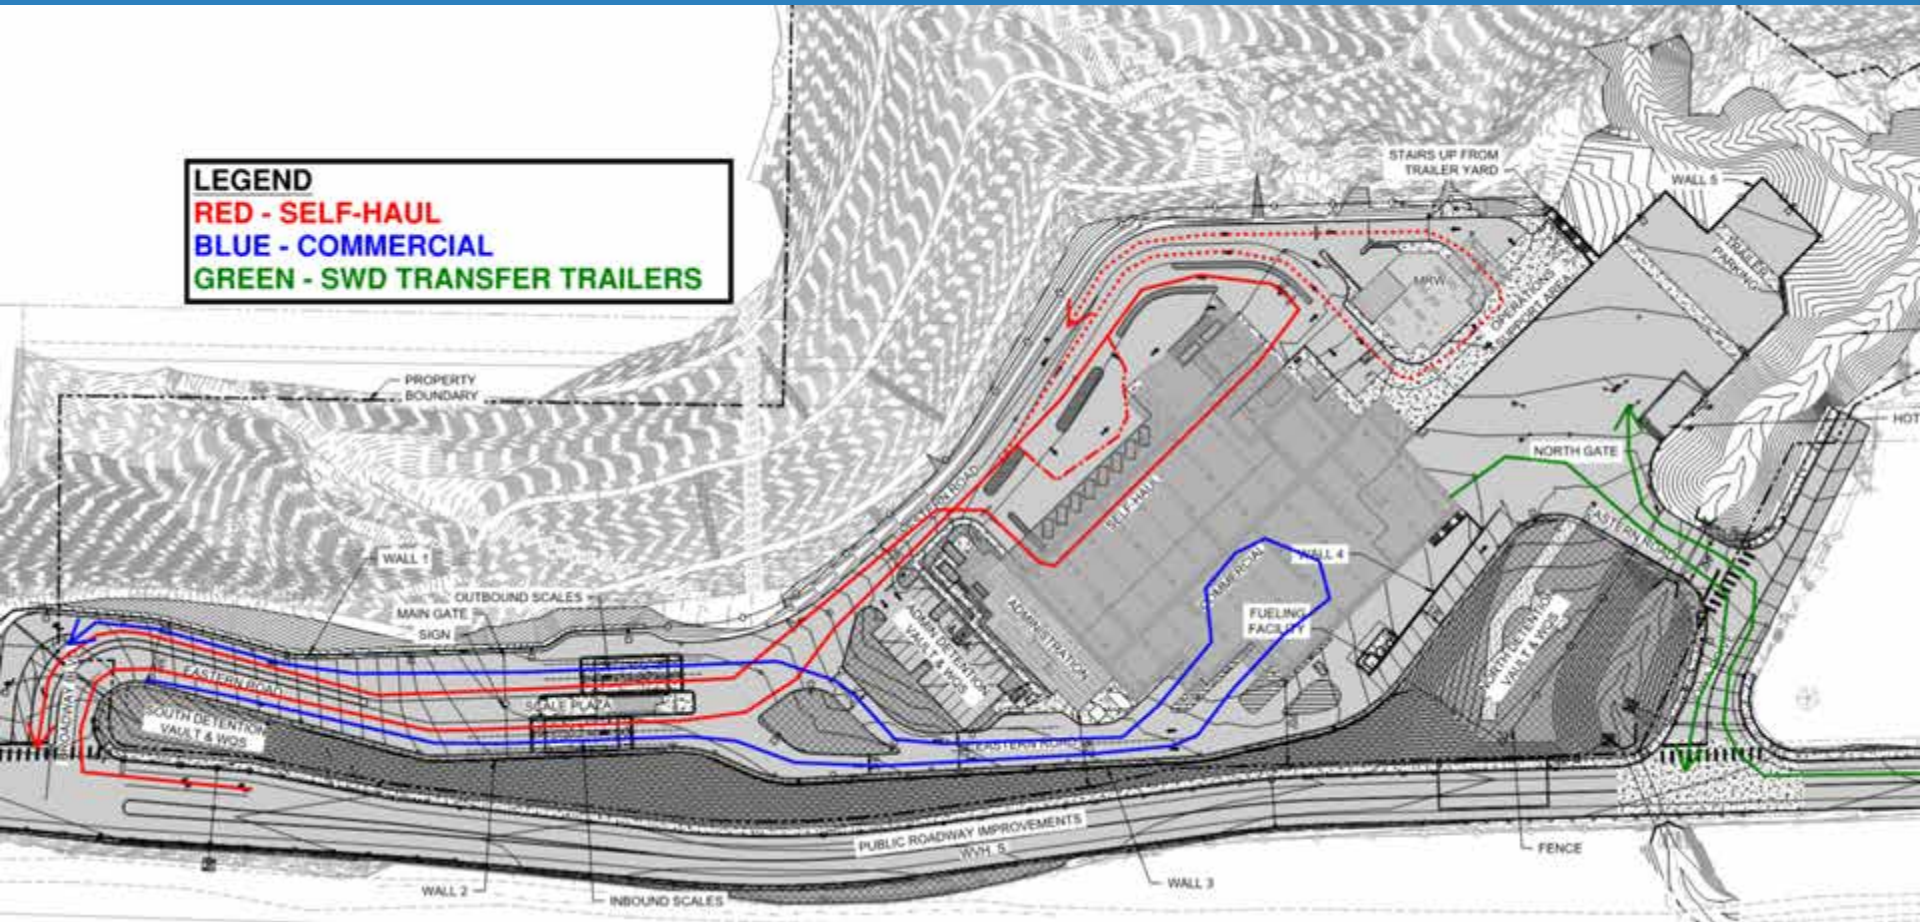 LEGEND
RED - SELF-HAUL
BLUE - COMMERCIAL
GREEN - SWD TRANSFER TRAILERS
STAIRS UP FROM
TRAILER YARD
WALL 5
TRAILER
PARKING
MRW
OPERATIONS
SUPPORT AREA
PROPERTY
BOUNDARY
HOT
NORTH GATE
EASTERN ROAD
SELF-HAUL
WALL 1
OUTBOUND SCALES
MAIN GATE
SIGN
COMMERCIAL
WALL 4
FUELING
FACILITY
ADMINISTRATION
ADMIN DETENTION
VAULT & WQS
NORTH DETENTION
VAULT & WQS
EASTERN ROAD
SCALE PLAZA
SOUTH DETENTION
VAULT & WQS
EASTERN ROAD
PUBLIC ROADWAY IMPROVEMENTS
WVH. S
FENCE
WALL 2
INBOUND SCALES
WALL 3